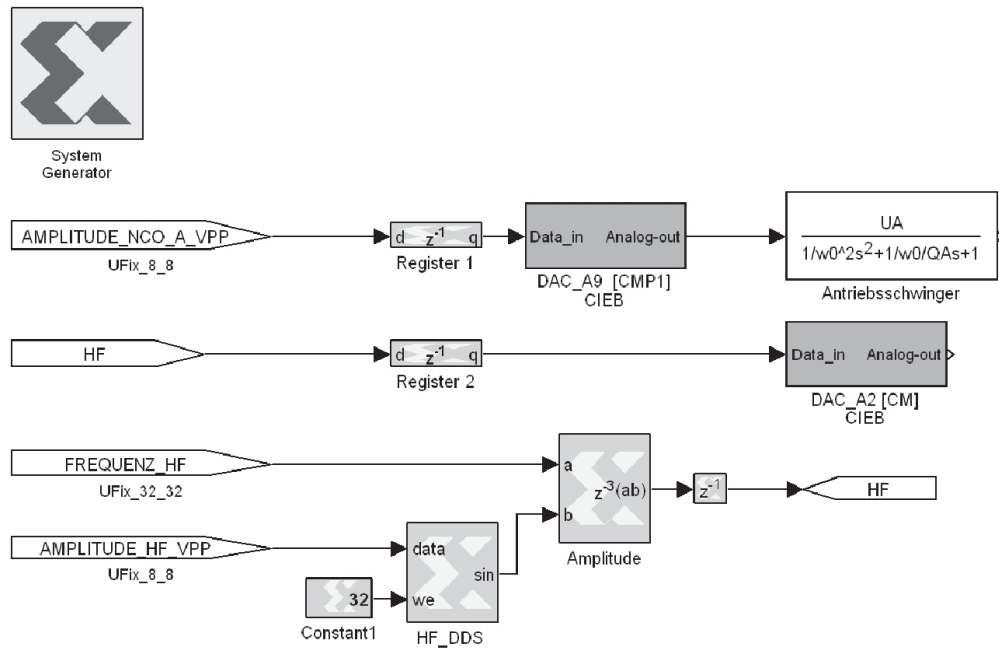 System
Generator
AMPLITUDE_NCO_A_VPP
UFix_8_8
d z⁻¹ q
Register 1
Data_in Analog-out
DAC_A9 [CMP1]
CIEB
UA
1/w0^2s²+1/w0/QAs+1
Antriebsschwinger
HF
d z⁻¹ q
Register 2
Data_in Analog-out
DAC_A2 [CM]
CIEB
FREQUENZ_HF
UFix_32_32
a
z⁻³(ab)
b
Amplitude
z⁻¹
HF
AMPLITUDE_HF_VPP
UFix_8_8
data
sin
we
HF_DDS
32
Constant1